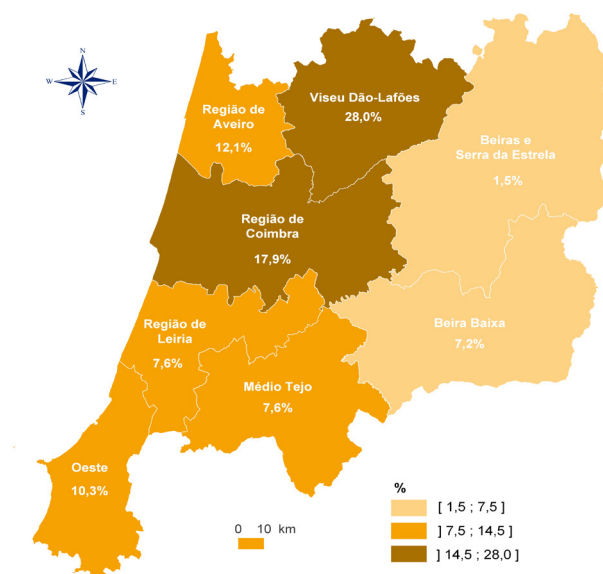 N
W
E
S
Região de
Aveiro
12,1%
Viseu Dão-Lafões
28,0%
Beiras e
Serra da Estrela
1,5%
Região de
Coimbra
17,9%
Região de
Leiria
7,6%
Beira Baixa
7,2%
Médio Tejo
7,6%
Oeste
10,3%
0 10 km
%
[ 1,5 ; 7,5 ]
] 7,5 ; 14,5 ]
] 14,5 ; 28,0 ]